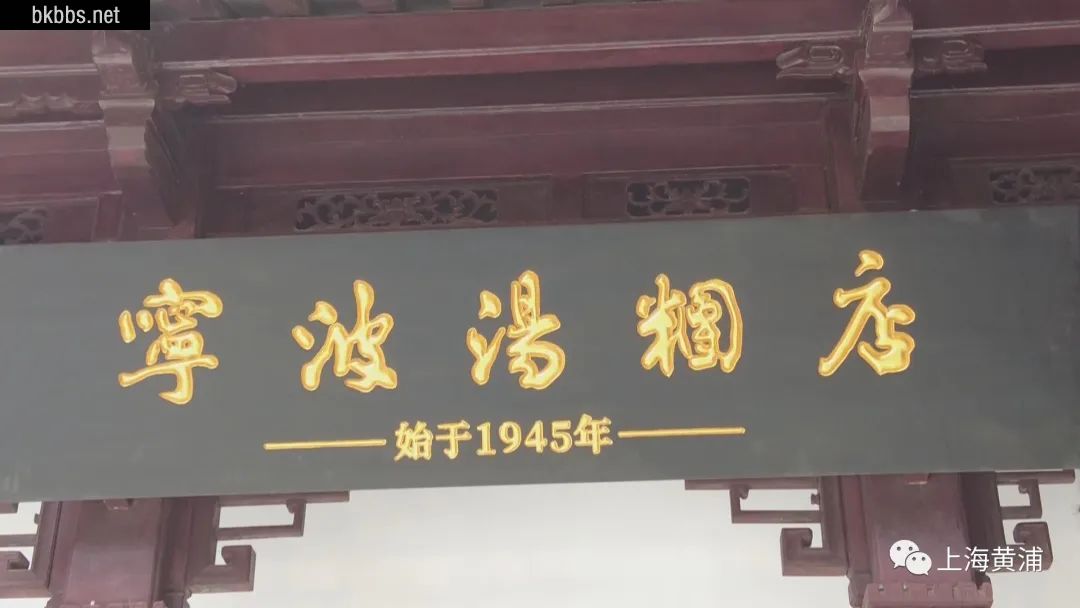 bkbbs.net
寧波湯糰店
始于1945年
上海黄浦